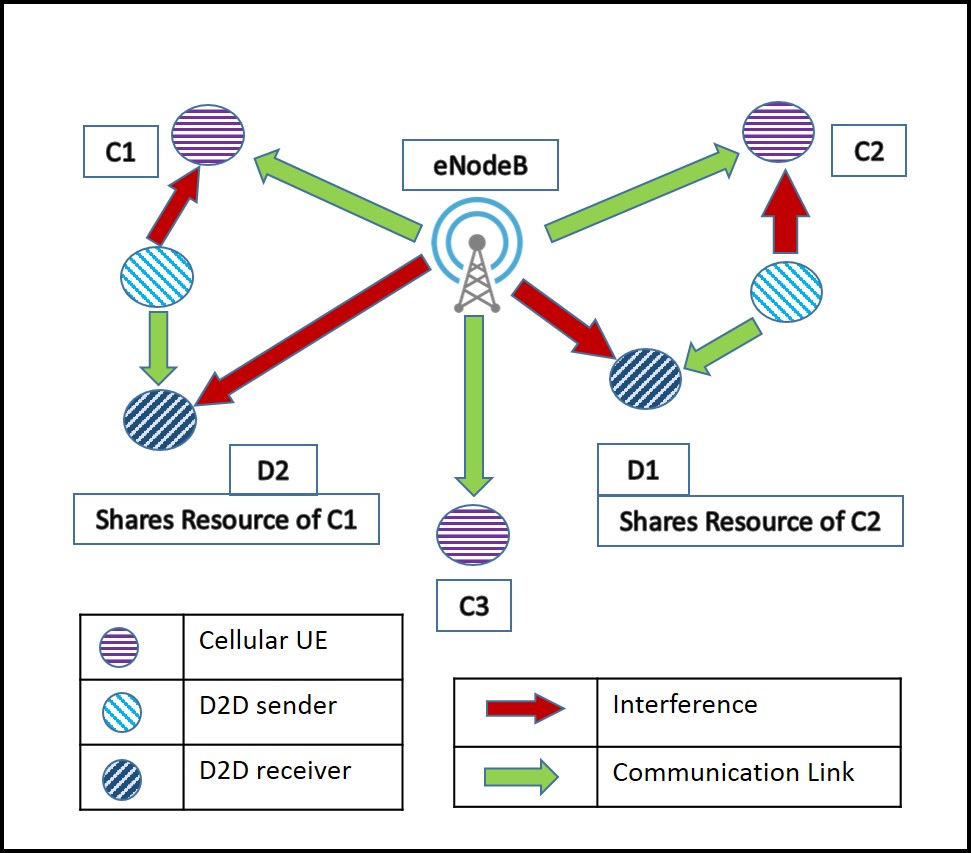 C1
eNodeB
C2
D2
Shares Resource of C1
D1
Shares Resource of C2
C3
Cellular UE
D2D sender
D2D receiver
Interference
Communication Link